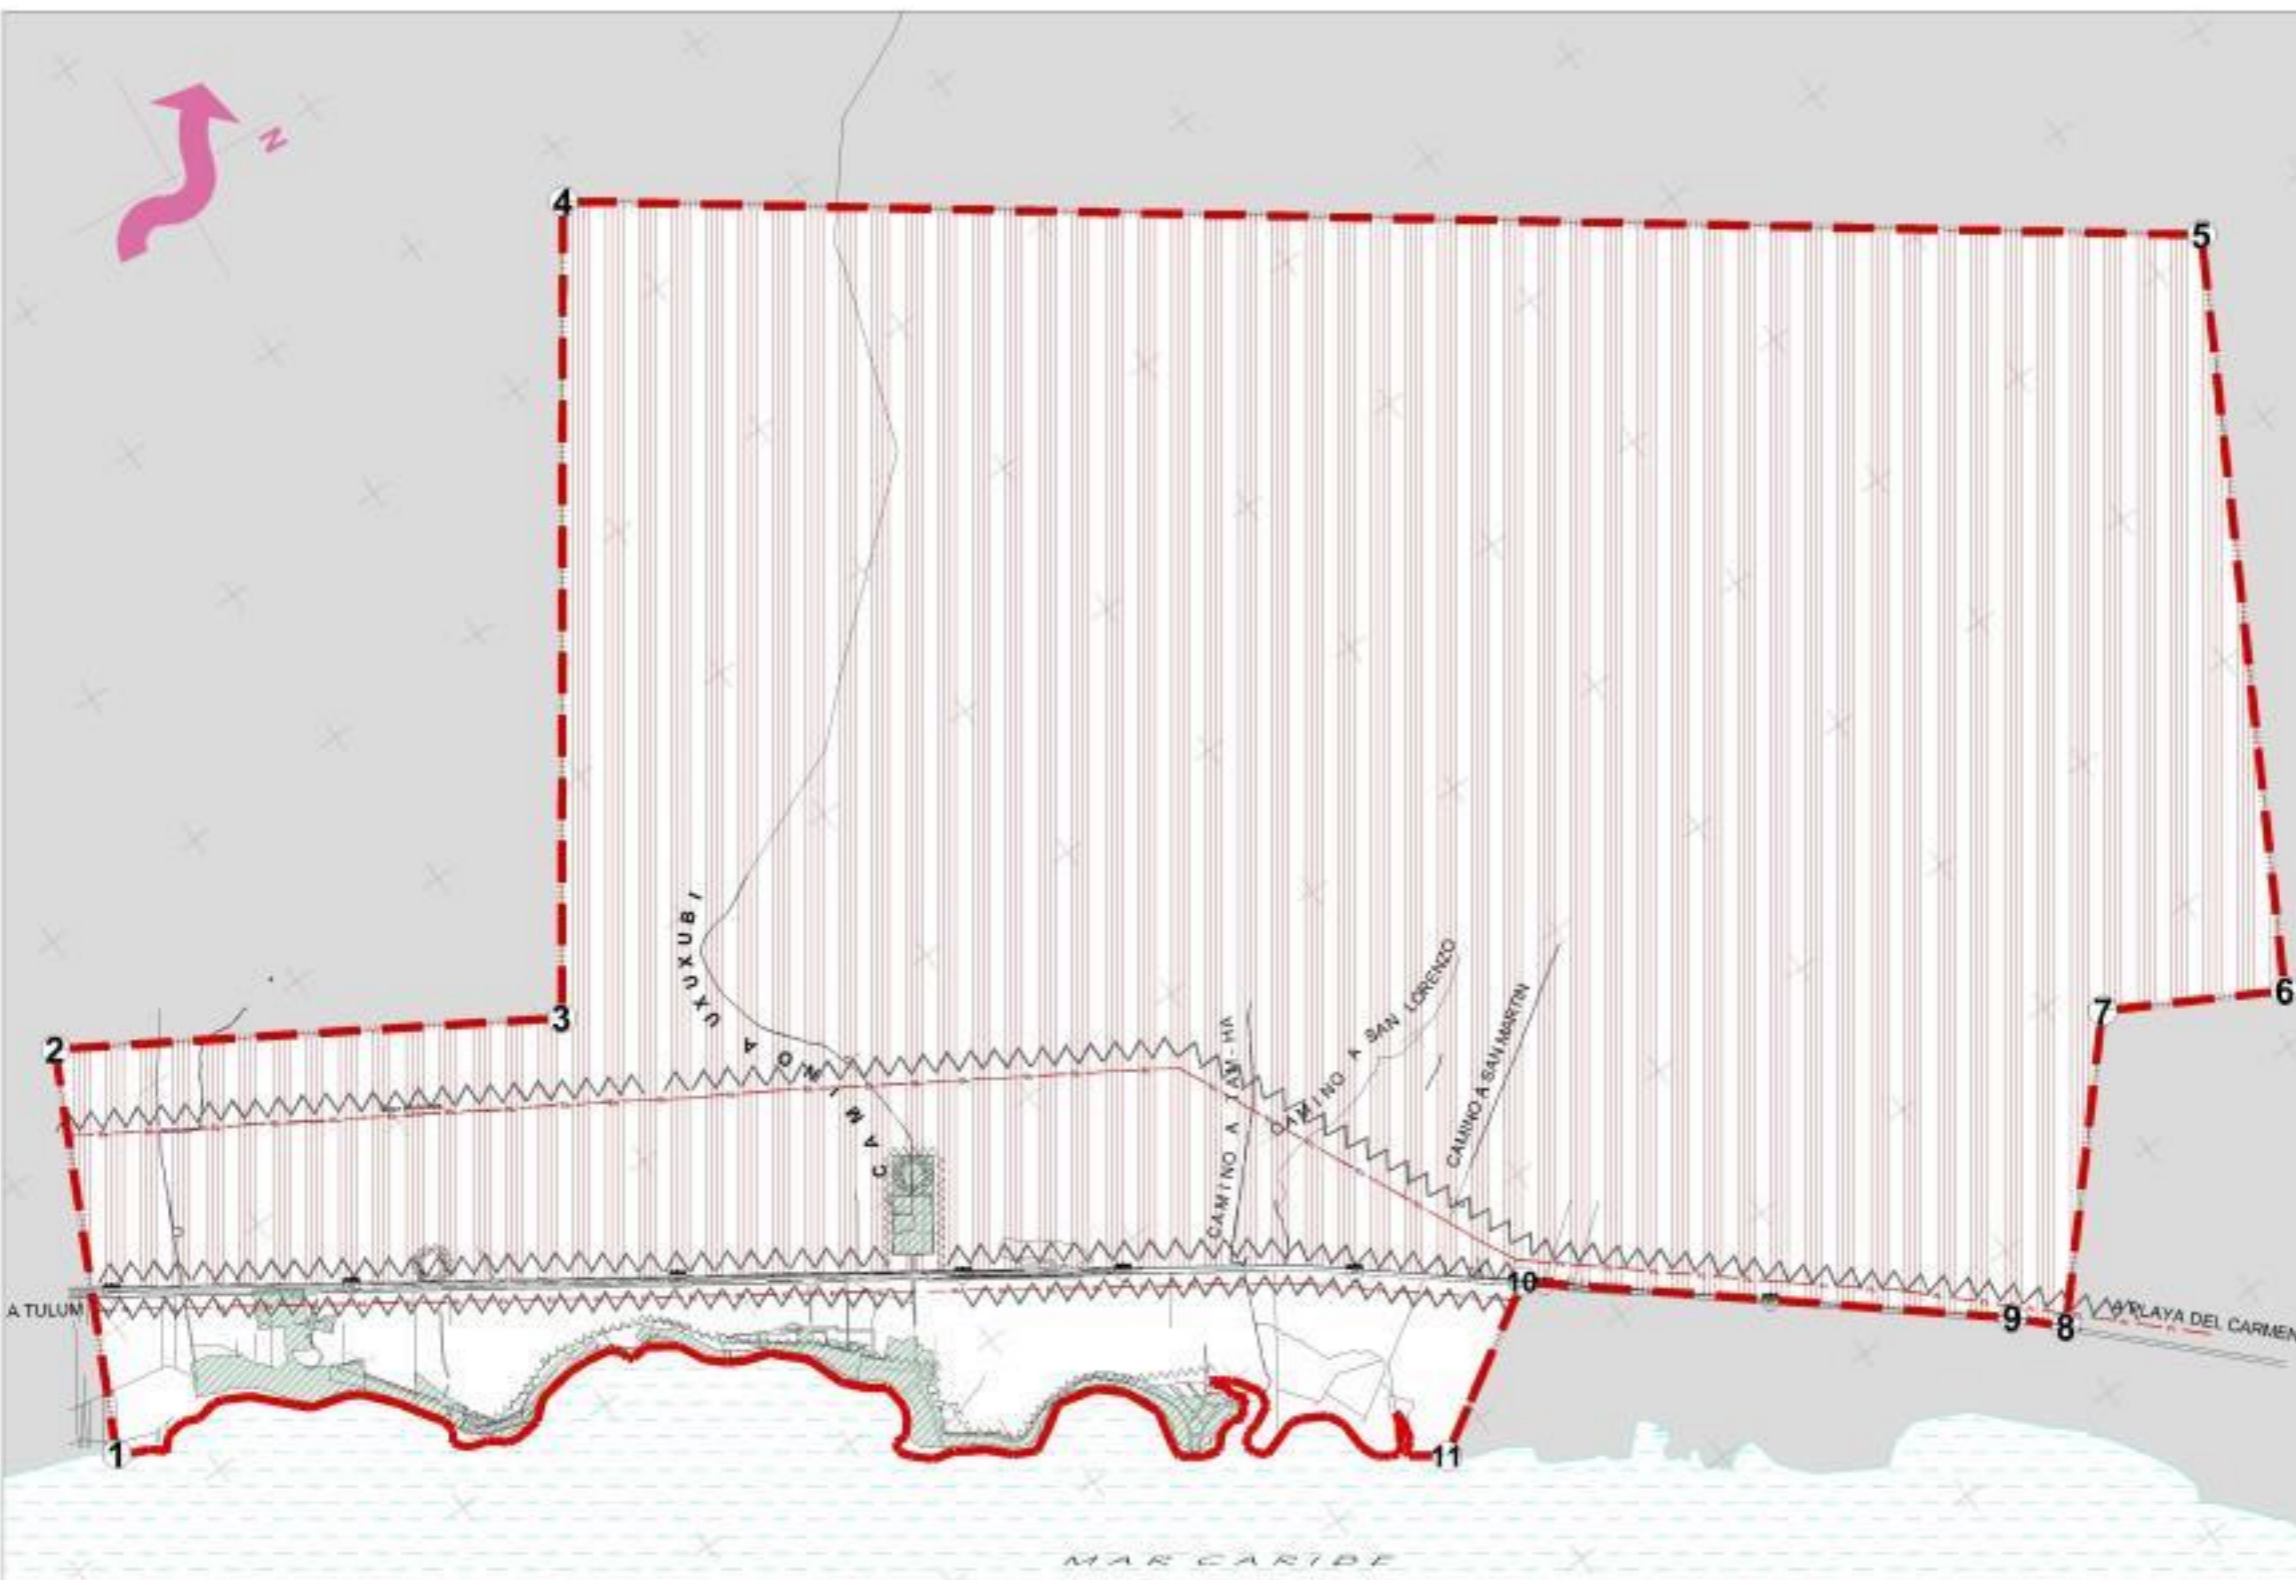 N
4
5
UXUXUBI
CAMINO A
CAMINO A SAN LORENZO
CAMINO A SAN MARTIN
CAMINO A TAM-HA
6
7
3
2
10
A TULUM
9
8
A PLAYA DEL CARMEN
1
11
MAR CARIBE